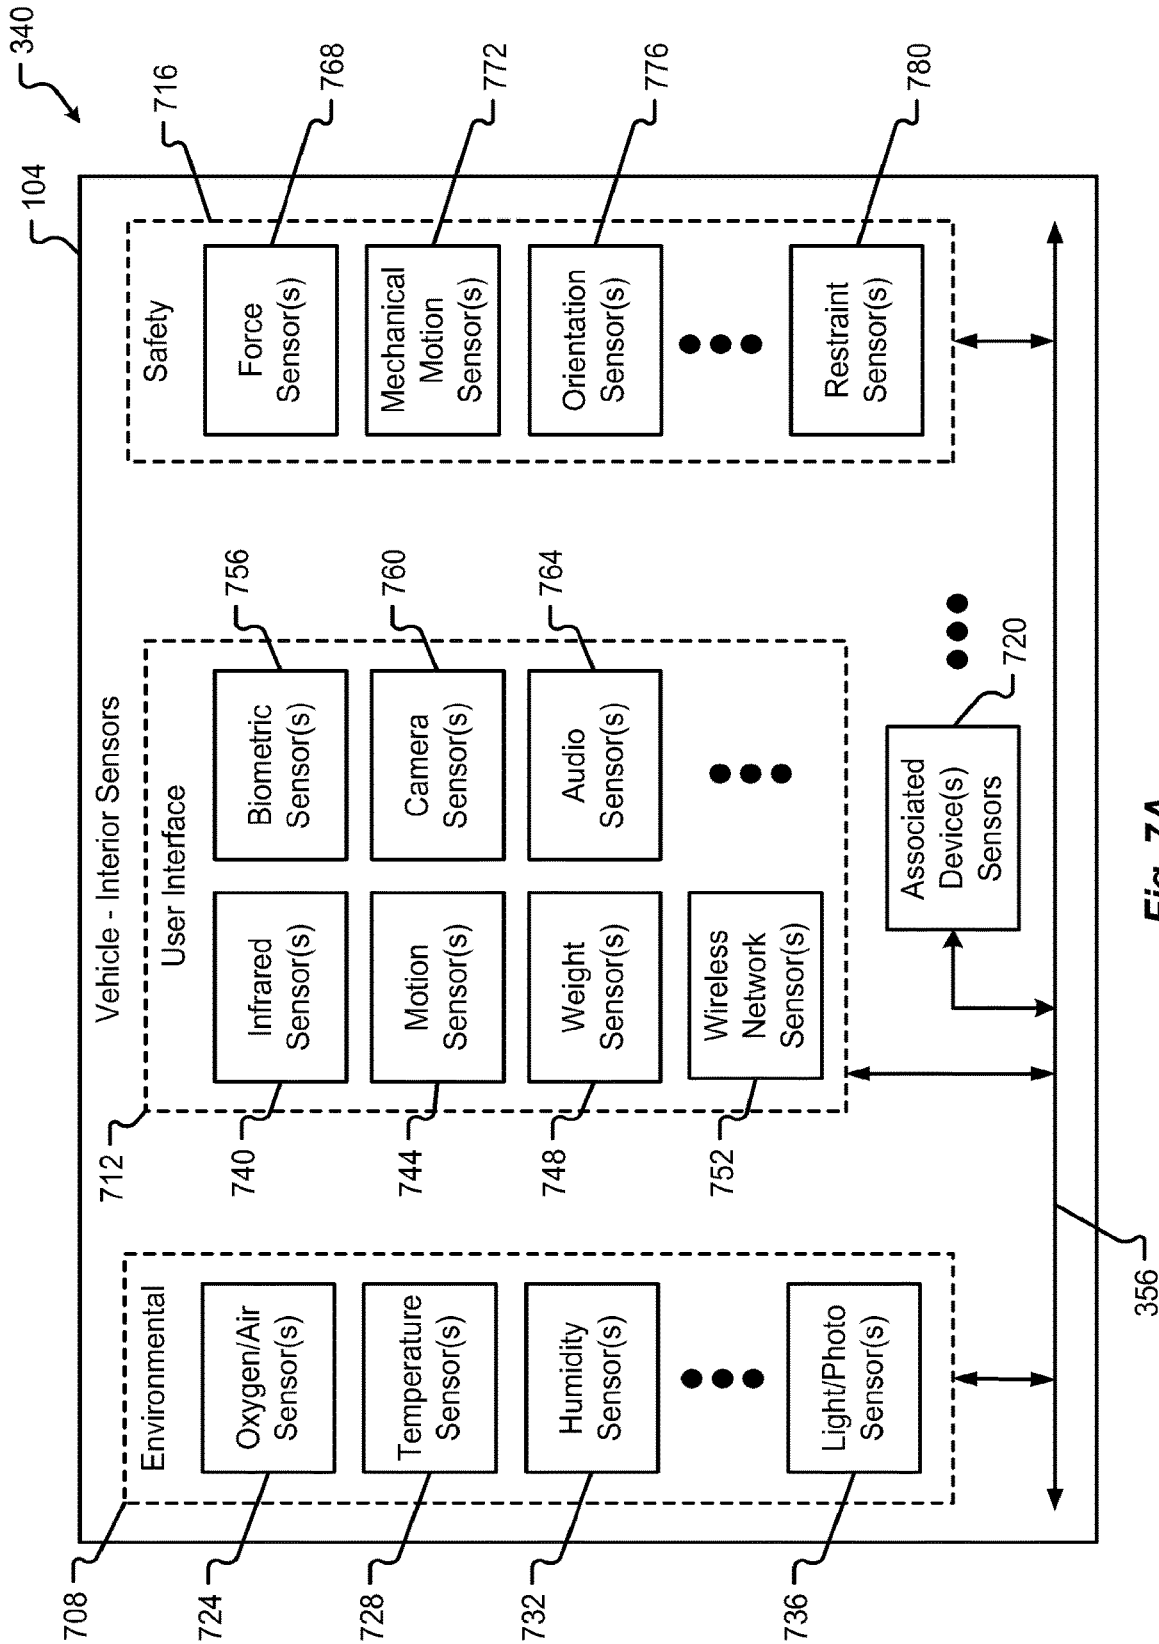 340
104
Vehicle - Interior Sensors
708
Environmental
724
Oxygen/Air
Sensor(s)
728
Temperature
Sensor(s)
732
Humidity
Sensor(s)
736
Light/Photo
Sensor(s)
712
User Interface
740
Infrared
Sensor(s)
756
Biometric
Sensor(s)
744
Motion
Sensor(s)
760
Camera
Sensor(s)
748
Weight
Sensor(s)
764
Audio
Sensor(s)
752
Wireless
Network
Sensor(s)
716
Safety
768
Force
Sensor(s)
772
Mechanical
Motion
Sensor(s)
776
Orientation
Sensor(s)
780
Restraint
Sensor(s)
720
Associated
Device(s)
Sensors
356
Fig. 7A